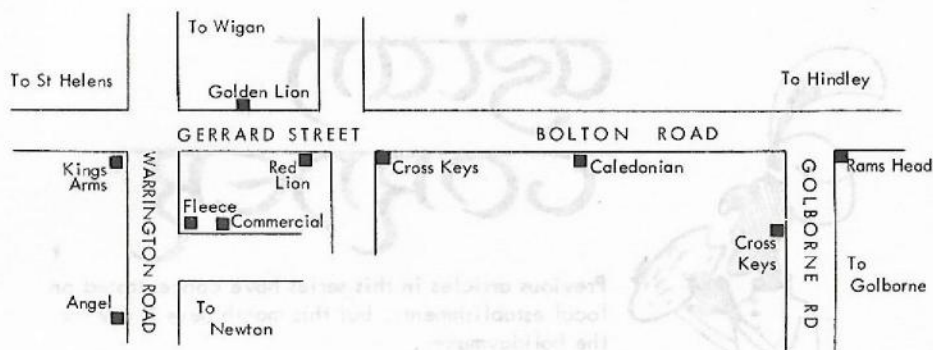 To Wigan
To St Helens
Golden Lion
To Hindley
GERRARD STREET
BOLTON ROAD
Kings
Arms
WARRINGTON ROAD
Red
Lion
Cross Keys
Caledonian
GOLBORNE RD
Rams Head
Fleece
Commercial
Cross
Keys
To
Golborne
Angel
To
Newton
Previous articles in this series have concentrated on
local establishments, but this
the holidaymaker.